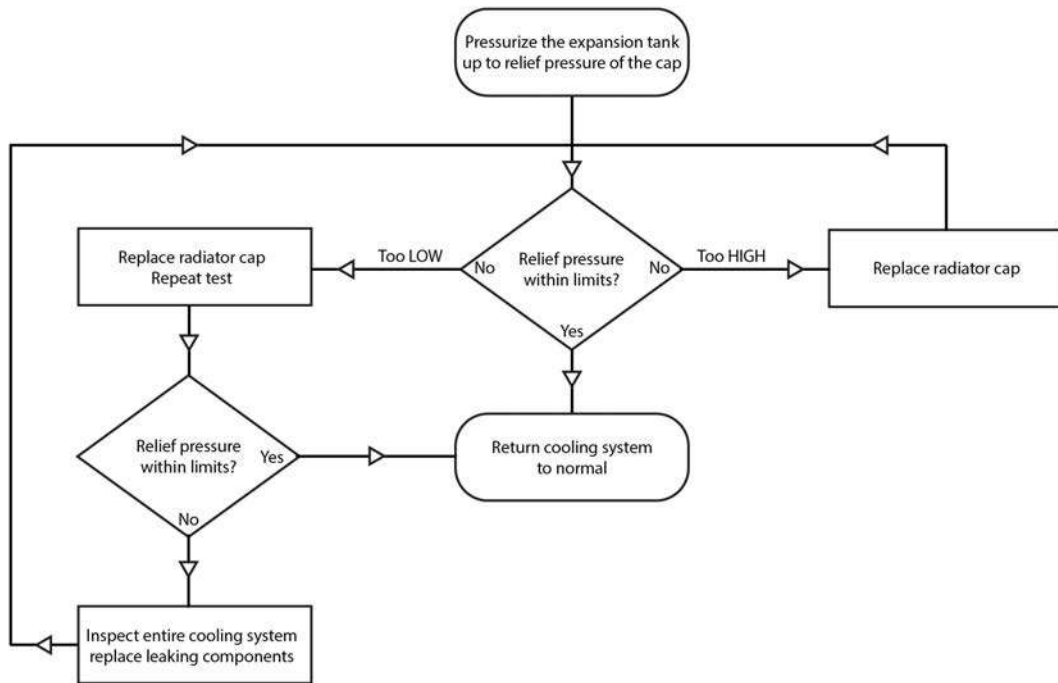 Pressurize the expansion tank
up to relief pressure of the cap
Too LOW
No
Relief pressure
within limits?
No
Too HIGH
Yes
Replace radiator cap
Repeat test
Replace radiator cap
Relief pressure
within limits?
Yes
No
Return cooling system
to normal
Inspect entire cooling system
replace leaking components